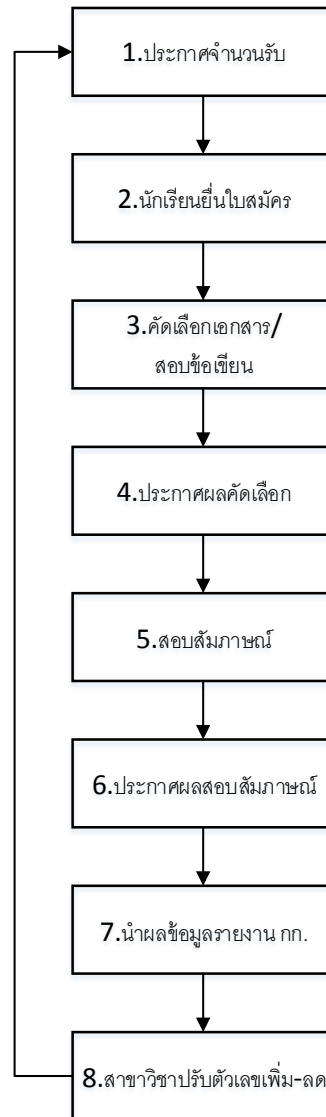 1.ประกาศจำนวนรับ
2.นักเรียนยื่นใบสมัคร
3.คัดเลือกเอกสาร/
สอบข้อเขียน
4.ประกาศผลคัดเลือก
5.สอบสัมภาษณ์
6.ประกาศผลสอบสัมภาษณ์
7.นำผลข้อมูลรายงาน กก.
8.สาขาวิชาปรับตัวเลขเพิ่ม-ลด